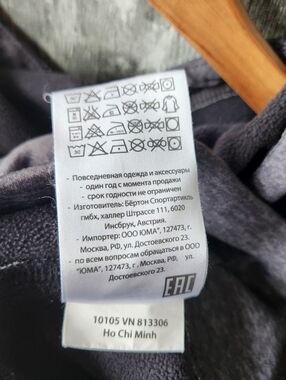 - Повседневная одежда и аксессуары
- один год с момента продажи
- срок годности не ограничен
- Изготовитель: Бёртон Спортартикль
гмбх, халлер Штрассе 111, 6020
Инсбрук, Австрия.
- Импортер: ООО "ЮМА", 127473, г.
Москва, РФ, ул. Достоевского 23.
- по всем вопросам обращаться в ООО
"ЮМА", 127473, г. Москва, РФ, ул.
Достоевского 23.
EAC
10105 VN 813306
Ho Chi Minh